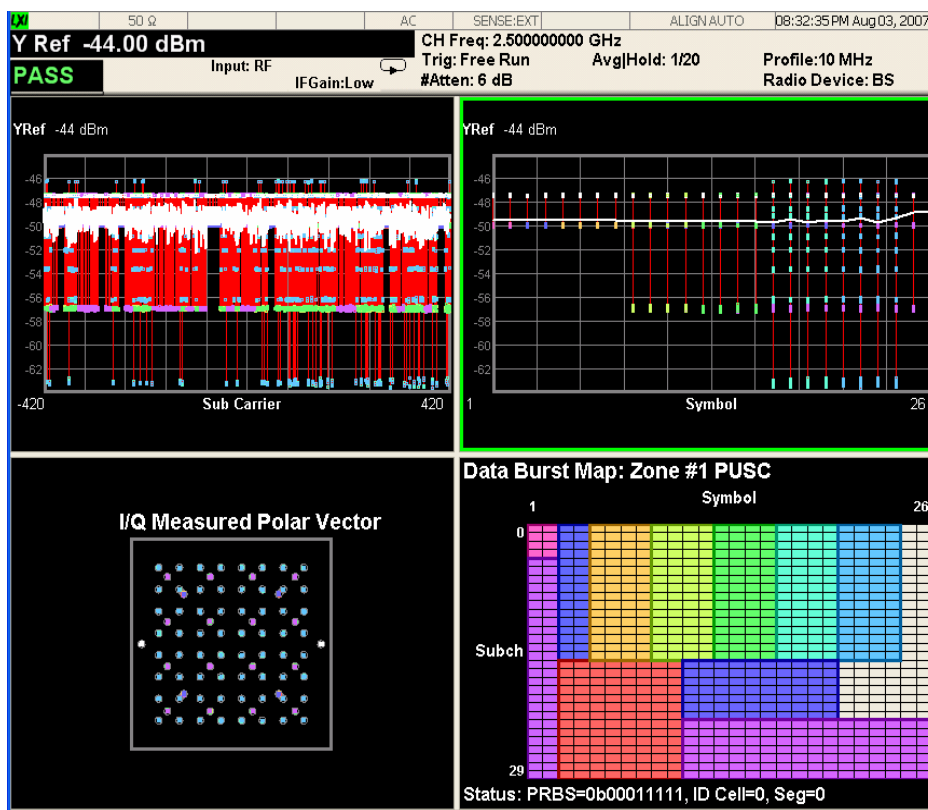 LXI 50 Ω AC SENSE:EXT ALIGN AUTO 08:32:35 PM Aug 03, 2007
Y Ref -44.00 dBm
PASS
Input: RF
IFGain:Low
CH Freq: 2.500000000 GHz
Trig: Free Run Avg|Hold: 1/20 Profile:10 MHz
#Atten: 6 dB Radio Device: BS
YRef -44 dBm
-46
-48
-50
-52
-54
-56
-58
-60
-62
-420 Sub Carrier 420
YRef -44 dBm
-46
-48
-50
-52
-54
-56
-58
-60
-62
1 Symbol 26
I/Q Measured Polar Vector
Data Burst Map: Zone #1 PUSC
Symbol
1 26
0
Subch
29
Status: PRBS=0b00011111, ID Cell=0, Seg=0